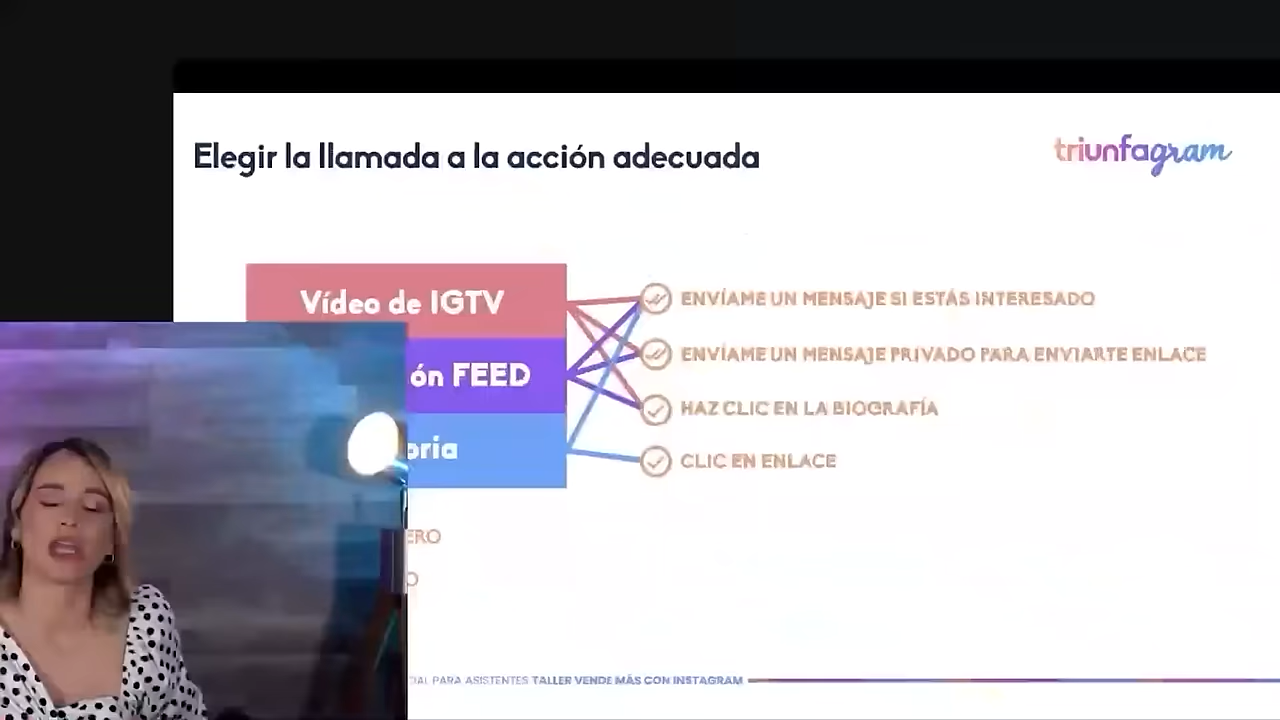 Elegir la llamada a la acción adecuada
triunfagram
Vídeo de IGTV
ón FEED
oria
ENVÍAME UN MENSAJE SI ESTÁS INTERESADO
ENVÍAME UN MENSAJE PRIVADO PARA ENVIARTE ENLACE
HAZ CLIC EN LA BIOGRAFÍA
CLIC EN ENLACE
ERO
O
PARA ASISTENTES TALLER VENDE MÁS CON INSTAGRAM